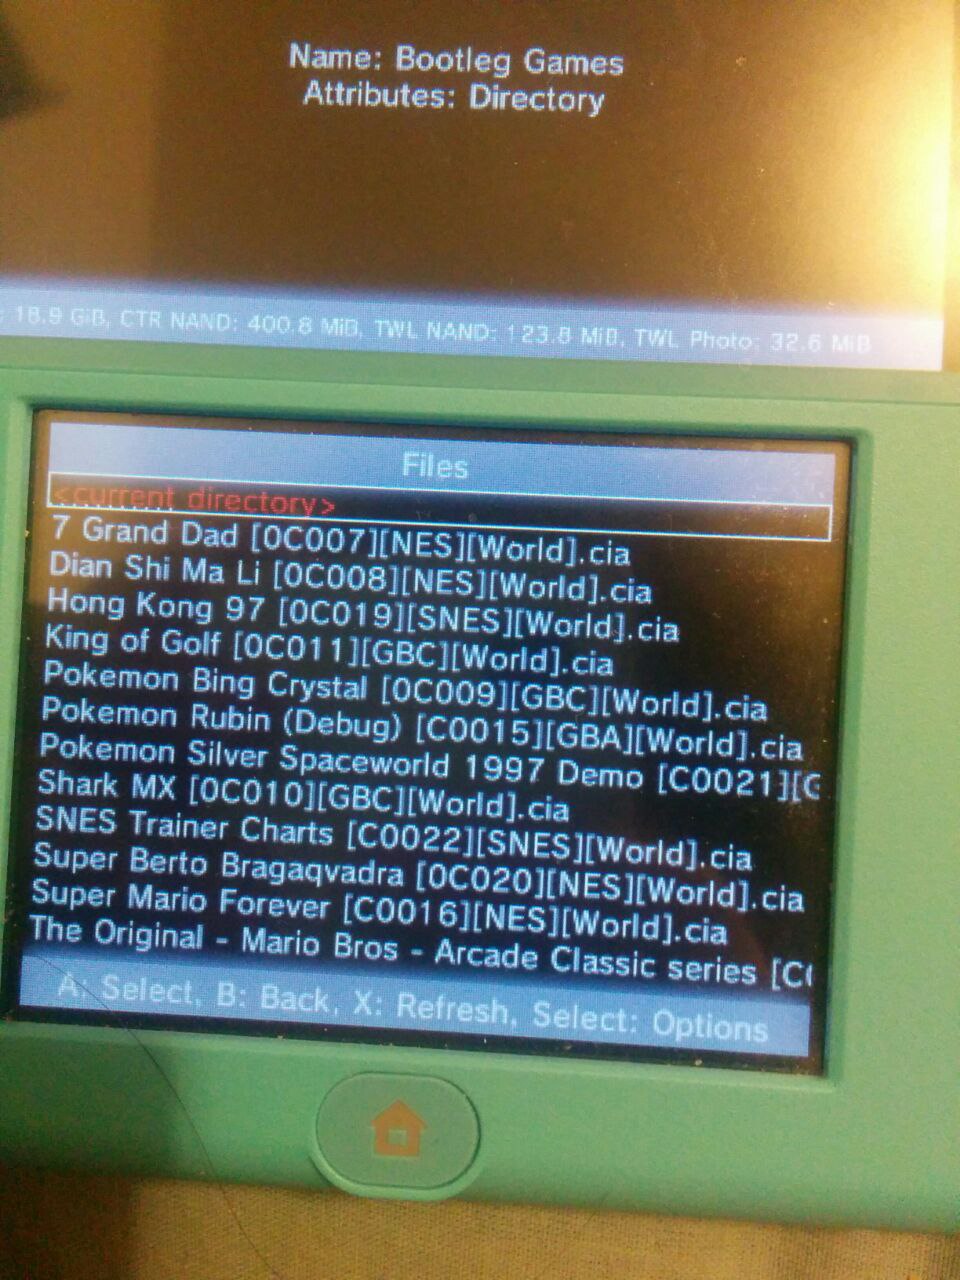 Name: Bootleg Games
Attributes: Directory
: 18.9 GiB, CTR NAND: 400.8 MiB, TWL NAND: 123.8 MiB, TWL Photo: 32.6 MiB
Files
<current directory>
7 Grand Dad [0C007][NES][World].cia
Dian Shi Ma Li [0C008][NES][World].cia
Hong Kong 97 [0C019][SNES][World].cia
King of Golf [0C011][GBC][World].cia
Pokemon Bing Crystal [0C009][GBC][World].cia
Pokemon Rubin (Debug) [C0015][GBA][World].cia
Pokemon Silver Spaceworld 1997 Demo [C0021][G
Shark MX [0C010][GBC][World].cia
SNES Trainer Charts [C0022][SNES][World].cia
Super Berto Bragaqvadra [0C020][NES][World].cia
Super Mario Forever [C0016][NES][World].cia
The Original - Mario Bros - Arcade Classic series [C
A: Select, B: Back, X: Refresh, Select: Options